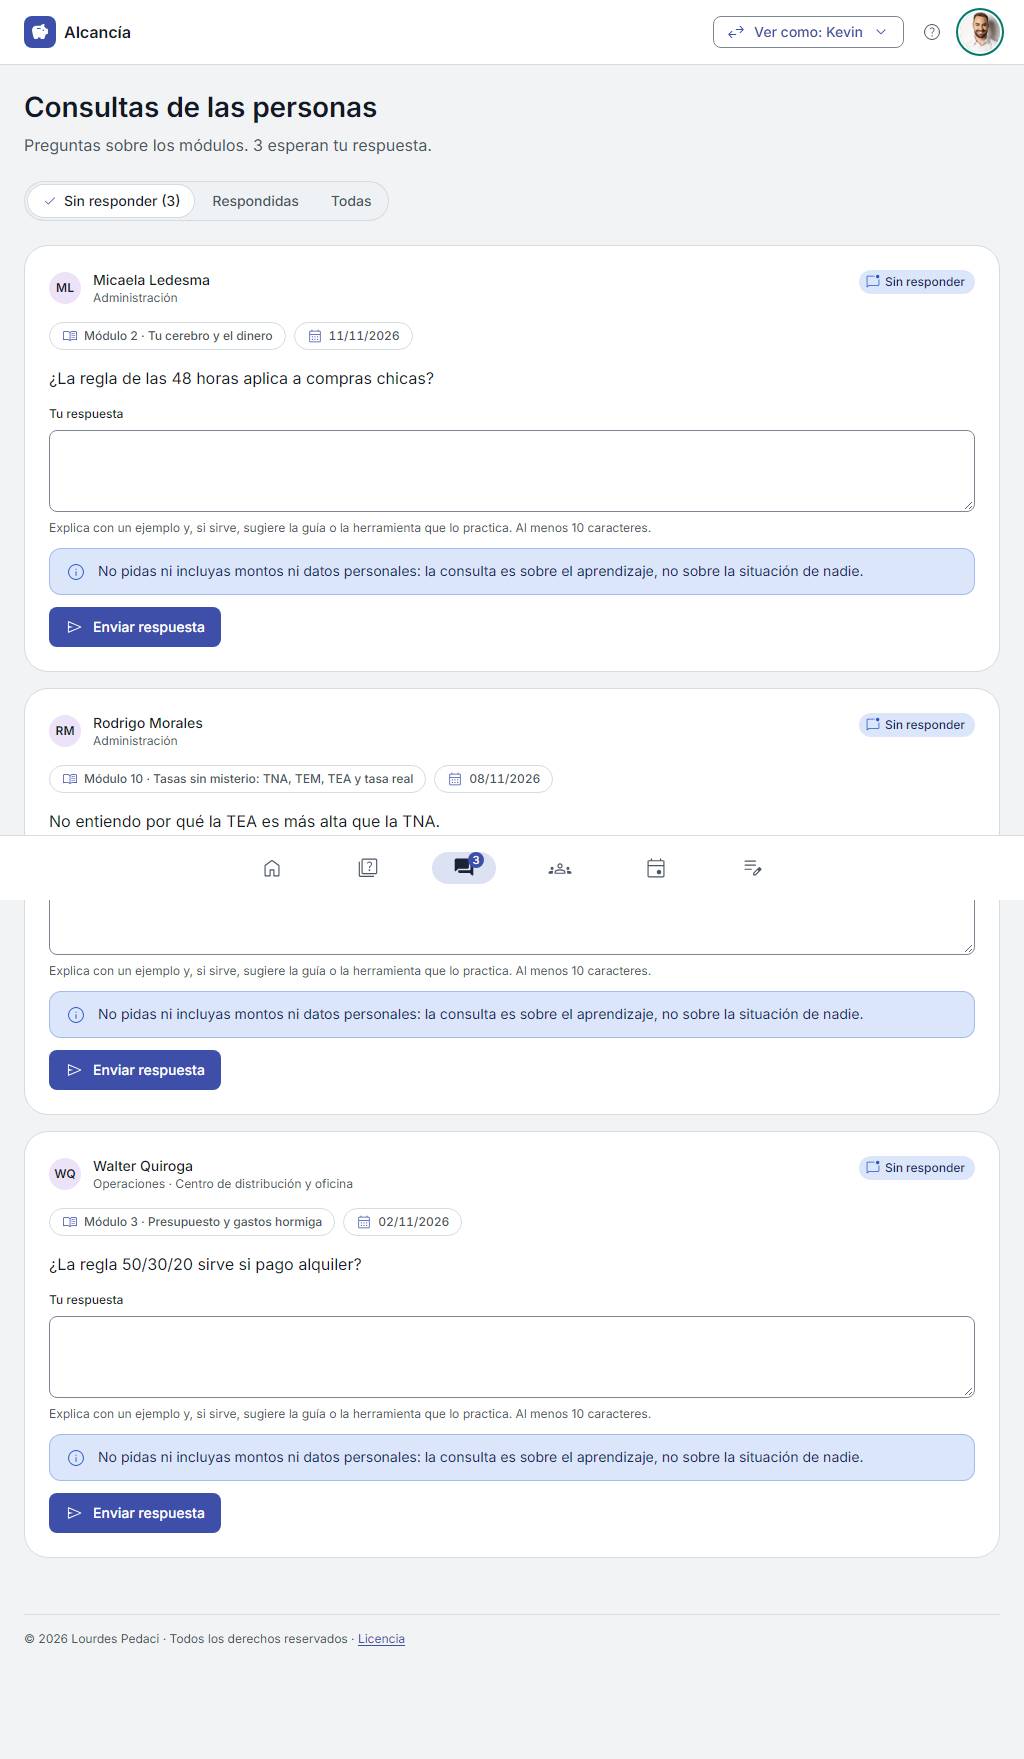 Alcancía
Ver como: Kevin
Consultas de las personas
Preguntas sobre los módulos. 3 esperan tu respuesta.
Sin responder (3) Respondidas Todas
ML Micaela Ledesma
Administración
Sin responder
Módulo 2 · Tu cerebro y el dinero 11/11/2026
¿La regla de las 48 horas aplica a compras chicas?
Tu respuesta
Explica con un ejemplo y, si sirve, sugiere la guía o la herramienta que lo practica. Al menos 10 caracteres.
No pidas ni incluyas montos ni datos personales: la consulta es sobre el aprendizaje, no sobre la situación de nadie.
Enviar respuesta
RM Rodrigo Morales
Administración
Sin responder
Módulo 10 · Tasas sin misterio: TNA, TEM, TEA y tasa real 08/11/2026
No entiendo por qué la TEA es más alta que la TNA.
3
Explica con un ejemplo y, si sirve, sugiere la guía o la herramienta que lo practica. Al menos 10 caracteres.
No pidas ni incluyas montos ni datos personales: la consulta es sobre el aprendizaje, no sobre la situación de nadie.
Enviar respuesta
WQ Walter Quiroga
Operaciones · Centro de distribución y oficina
Sin responder
Módulo 3 · Presupuesto y gastos hormiga 02/11/2026
¿La regla 50/30/20 sirve si pago alquiler?
Tu respuesta
Explica con un ejemplo y, si sirve, sugiere la guía o la herramienta que lo practica. Al menos 10 caracteres.
No pidas ni incluyas montos ni datos personales: la consulta es sobre el aprendizaje, no sobre la situación de nadie.
Enviar respuesta
© 2026 Lourdes Pedaci · Todos los derechos reservados · Licencia